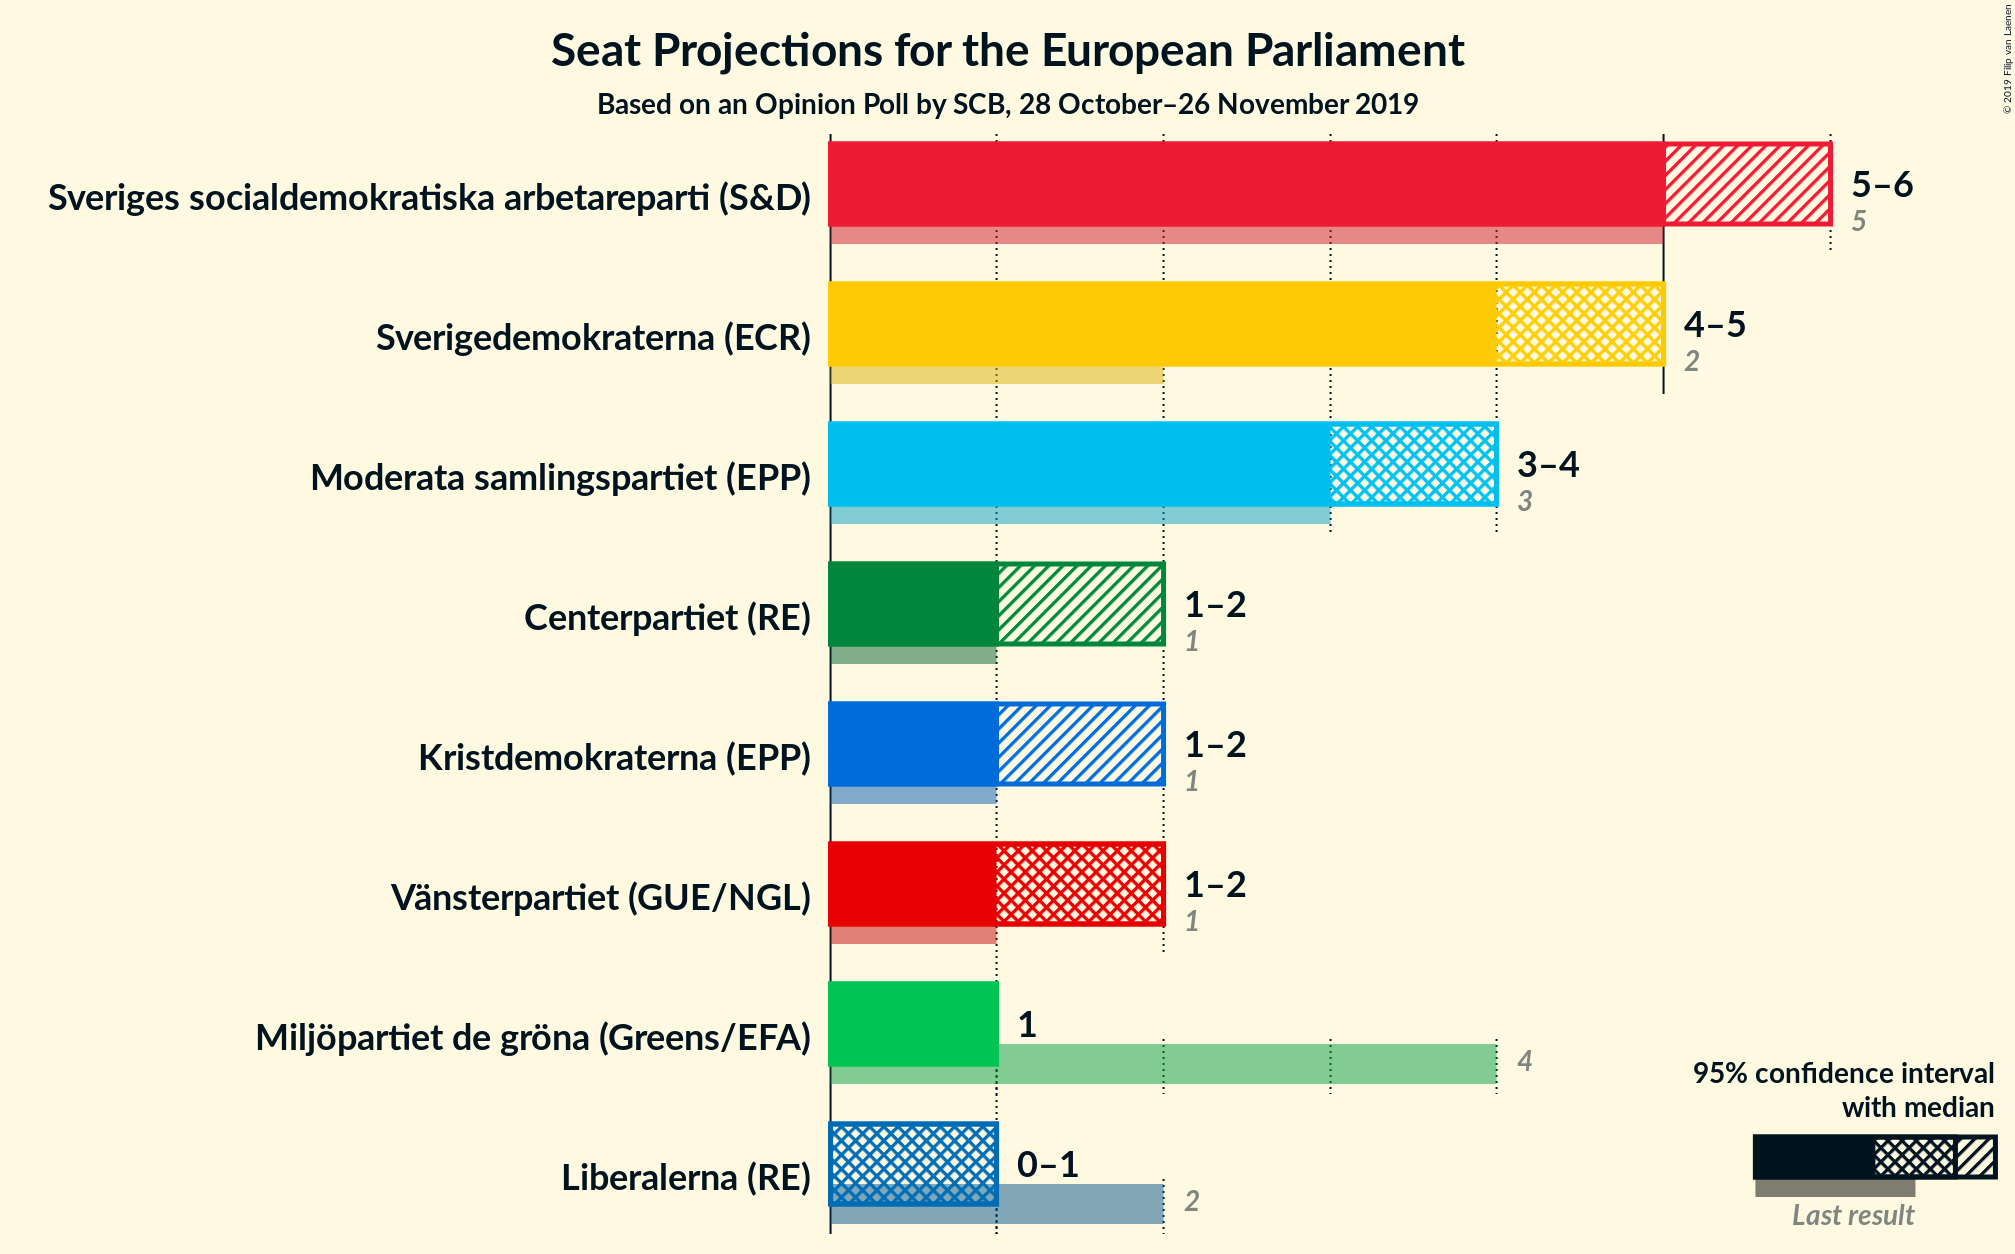 Seat Projections for the European Parliament
Based on an Opinion Poll by SCB, 28 October–26 November 2019
© 2019 Filip van Laenen
Sveriges socialdemokratiska arbetareparti (S&D)
5–6
5
Sverigedemokraterna (ECR)
4–5
2
Moderata samlingspartiet (EPP)
3–4
3
Centerpartiet (RE)
1–2
1
Kristdemokraterna (EPP)
1–2
1
Vänsterpartiet (GUE/NGL)
1–2
1
Miljöpartiet de gröna (Greens/EFA)
1
4
Liberalerna (RE)
0–1
2
95% confidence interval
with median
Last result